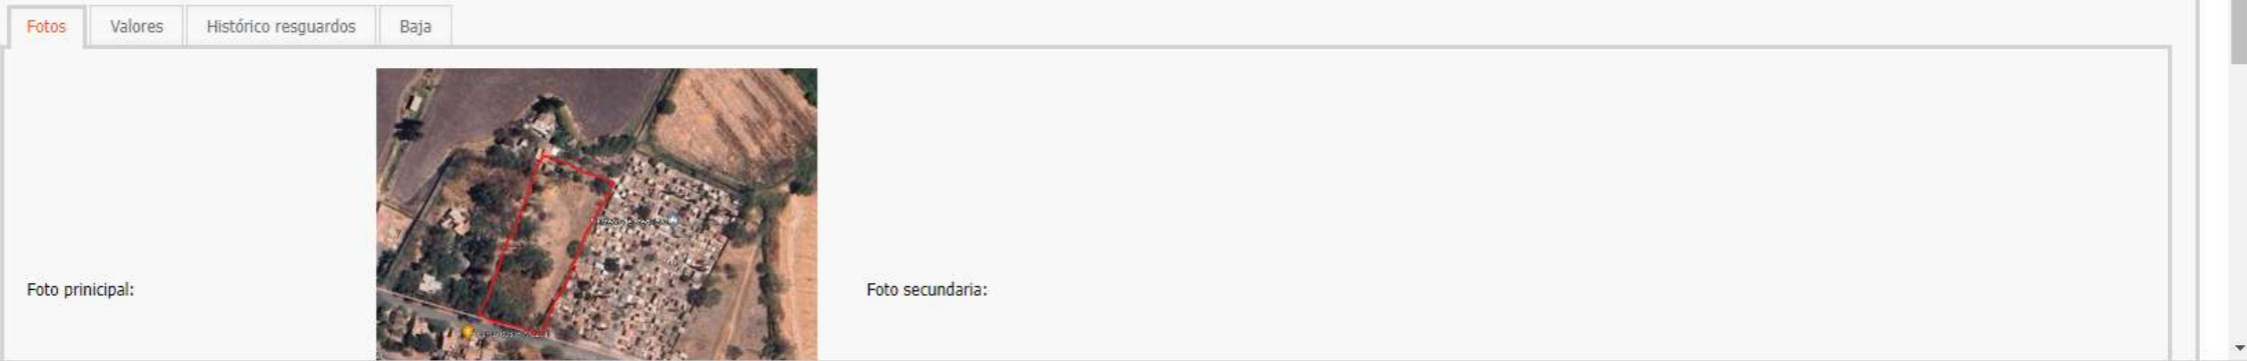 Fotos
Valores
Histórico resguardos
Baja
Foto prinicipal:
Foto secundaria: